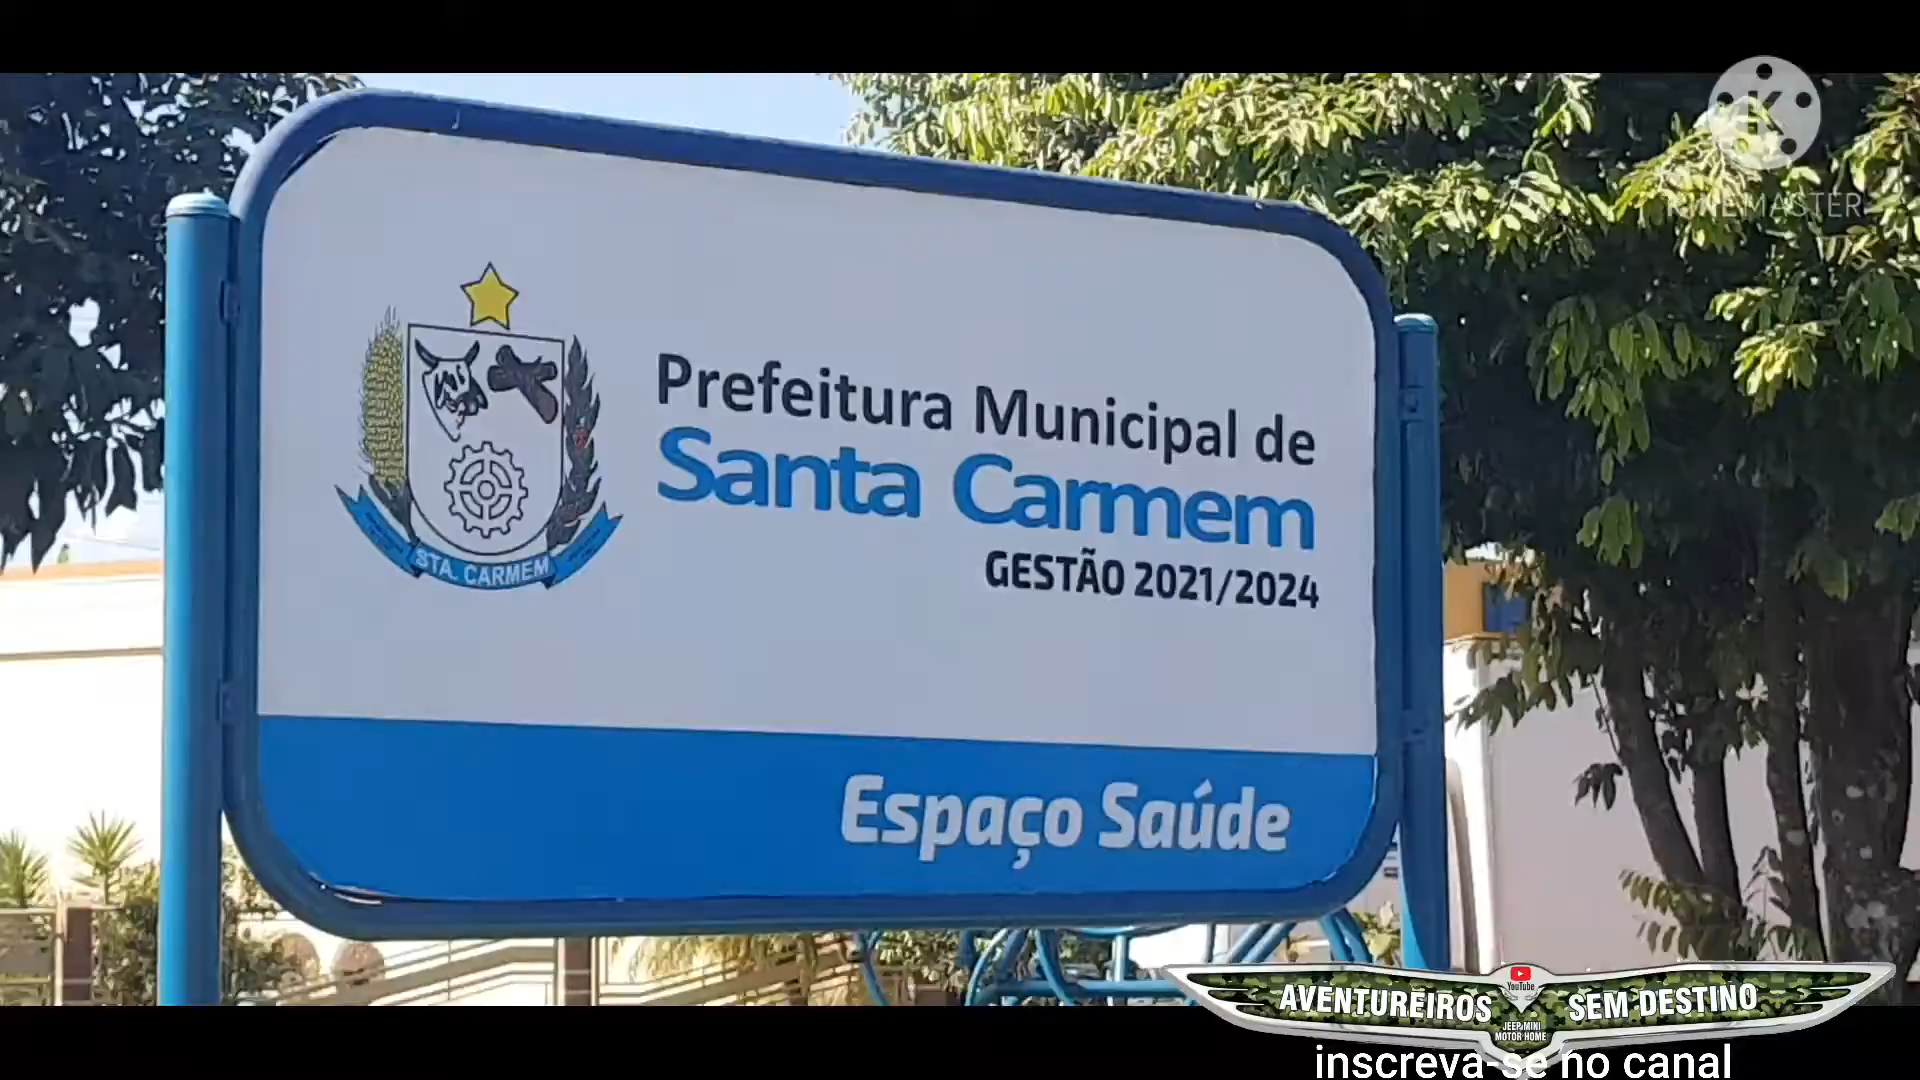 KINEMASTER
Prefeitura Municipal de
Santa Carmem
GESTÃO 2021/2024
STA. CARMEM
Espaço Saúde
YouTube
AVENTUREIROS SEM DESTINO
JEEP MINI
MOTOR HOME
inscreva-se no canal